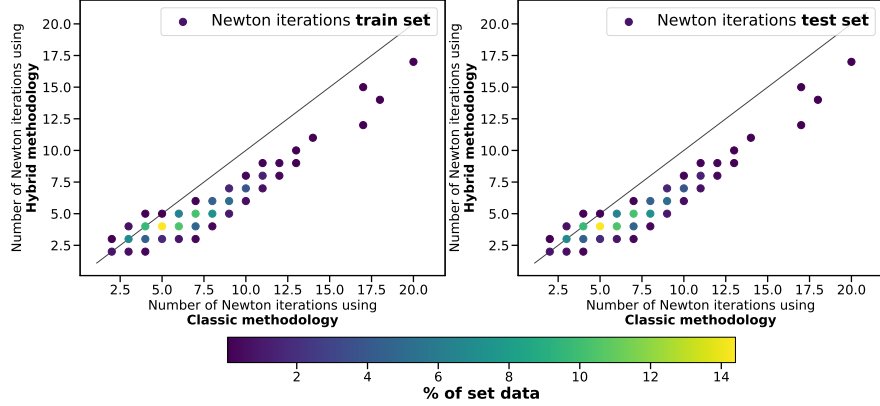 Newton iterations train set
Number of Newton iterations using
Hybrid methodology
20.0
17.5
15.0
12.5
10.0
7.5
5.0
2.5
2.5 5.0 7.5 10.0 12.5 15.0 17.5 20.0
Number of Newton iterations using
Classic methodology
Newton iterations test set
Number of Newton iterations using
Hybrid methodology
20.0
17.5
15.0
12.5
10.0
7.5
5.0
2.5
2.5 5.0 7.5 10.0 12.5 15.0 17.5 20.0
Number of Newton iterations using
Classic methodology
2 4 6 8 10 12 14
% of set data